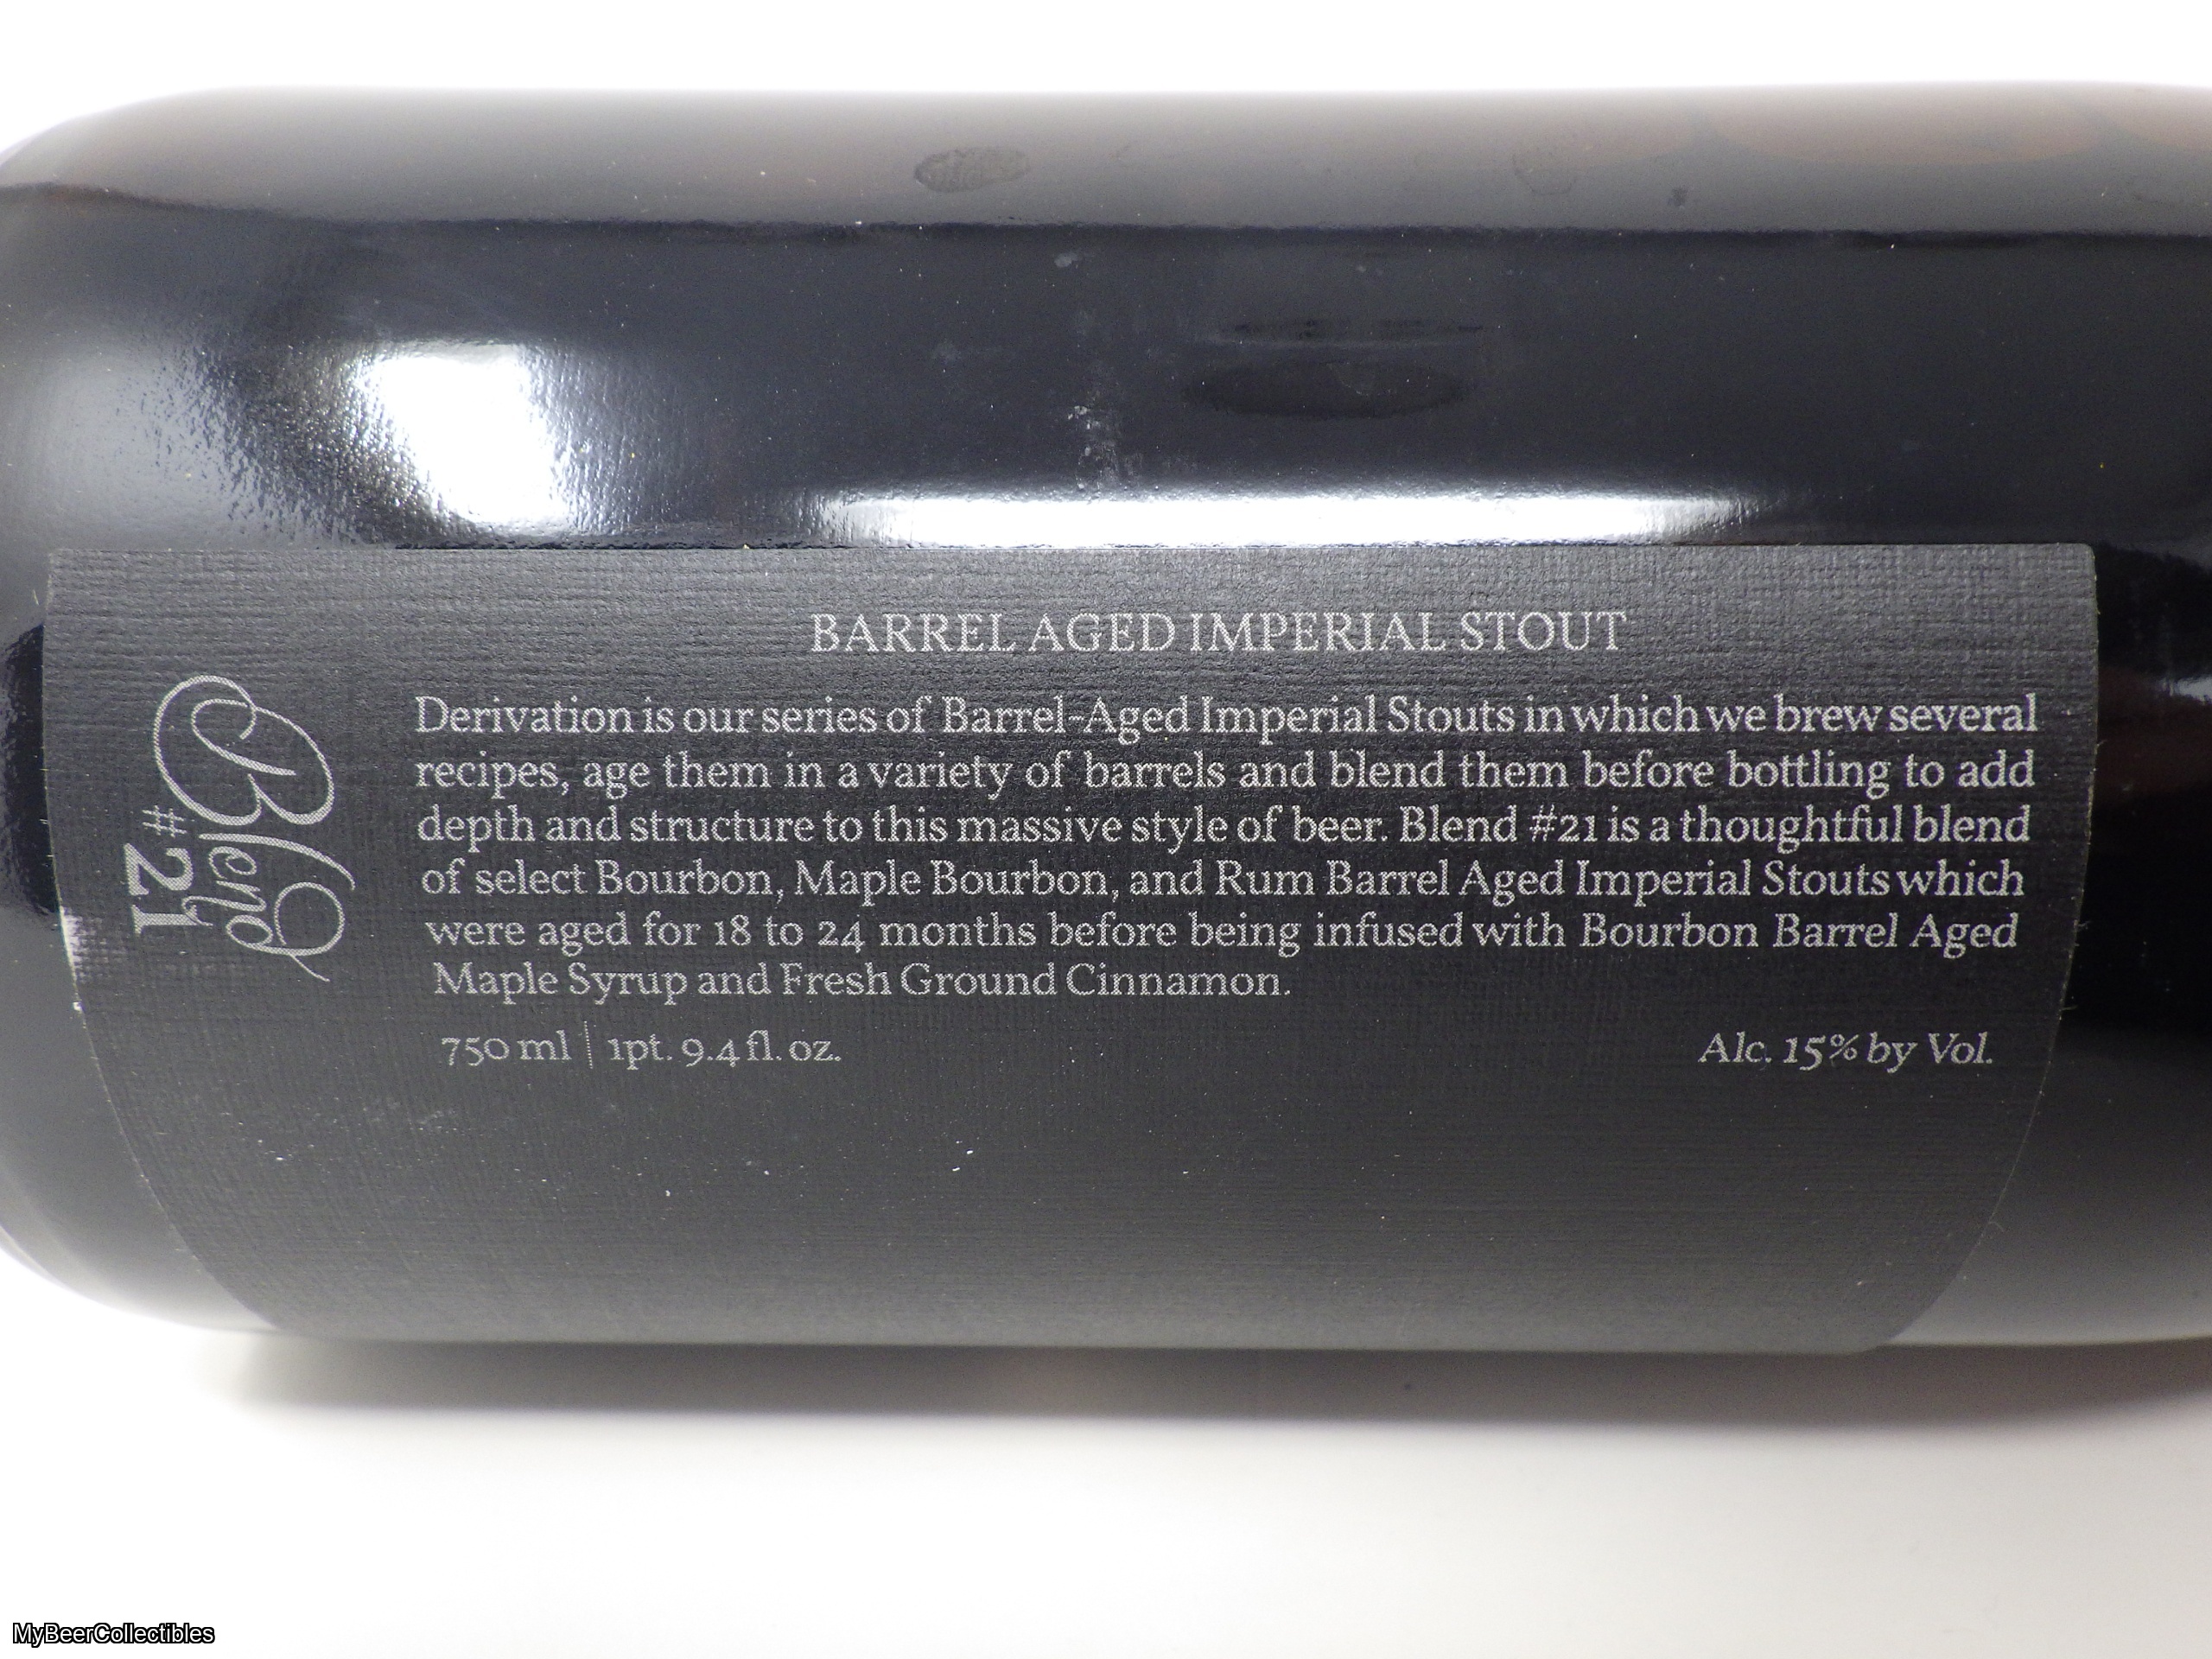 BARREL AGED IMPERIAL STOUT
Derivation is our series of Barrel-Aged Imperial Stouts in which we brew several
recipes, age them in a variety of barrels and blend them before bottling to add
depth and structure to this massive style of beer. Blend #21 is a thoughtful blend
of select Bourbon, Maple Bourbon, and Rum Barrel Aged Imperial Stouts which
were aged for 18 to 24 months before being infused with Bourbon Barrel Aged
Maple Syrup and Fresh Ground Cinnamon.
750 ml | 1pt. 9.4 fl. oz.
Alc. 15% by Vol.
Blend
#21
MyBeerCollectibles